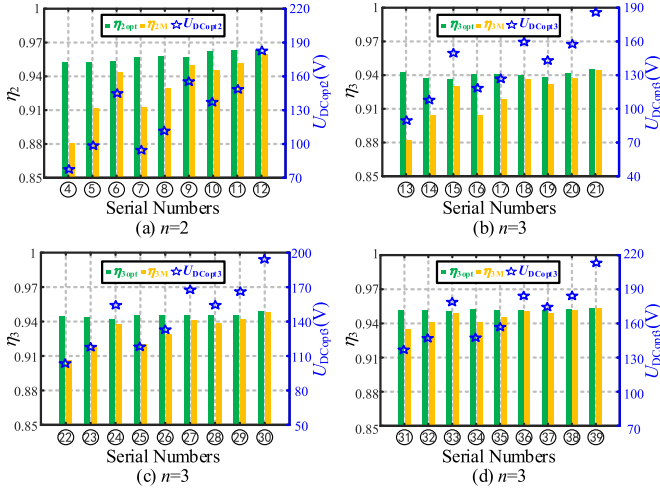 η2opt η2M UDCopt2
1
0.97
0.94
0.91
0.88
0.85
η2
220
190
160
130
100
70
UDCopt2(V)
④ ⑤ ⑥ ⑦ ⑧ ⑨ ⑩ ⑪ ⑫
Serial Numbers
(a) n=2
η3opt η3M UDCopt3
1
0.97
0.94
0.91
0.88
0.85
η3
190
160
130
100
70
40
UDCopt3(V)
⑬ ⑭ ⑮ ⑯ ⑰ ⑱ ⑲ ⑳ ㉑
Serial Numbers
(b) n=3
η3opt η3M UDCopt3
1
0.97
0.94
0.91
0.88
0.85
η3
200
170
140
110
80
50
UDCopt3(V)
㉒ ㉓ ㉔ ㉕ ㉖ ㉗ ㉘ ㉙ ㉚
Serial Numbers
(c) n=3
η3opt η3M UDCopt3
1
0.97
0.94
0.91
0.88
0.85
η3
220
190
160
130
100
70
UDCopt3(V)
㉛ ㉜ ㉝ ㉞ ㉟ ㊱ ㊲ ㊳ ㊴
Serial Numbers
(d) n=3